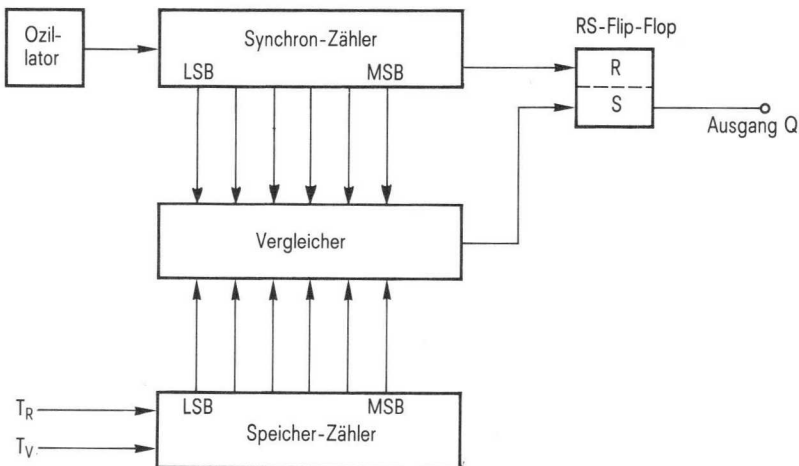 Ozil-
lator
Synchron-Zähler
LSB
MSB
RS-Flip-Flop
R
S
Ausgang Q
Vergleicher
T_R
T_V
LSB
MSB
Speicher-Zähler